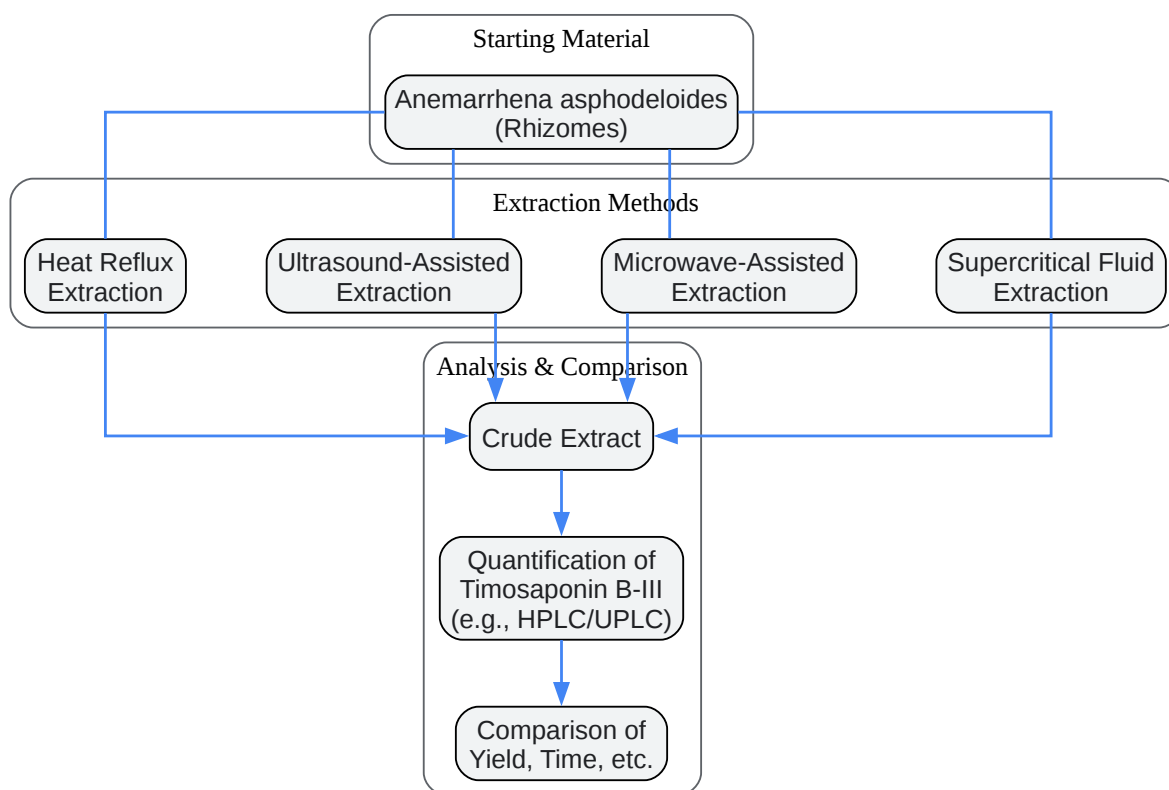 Starting Material
Anemarrhena asphodeloides
(Rhizomes)
Extraction Methods
Heat Reflux
Extraction
Ultrasound-Assisted
Extraction
Microwave-Assisted
Extraction
Supercritical Fluid
Extraction
Analysis & Comparison
Crude Extract
Quantification of
Timosaponin B-III
(e.g., HPLC/UPLC)
Comparison of
Yield, Time, etc.